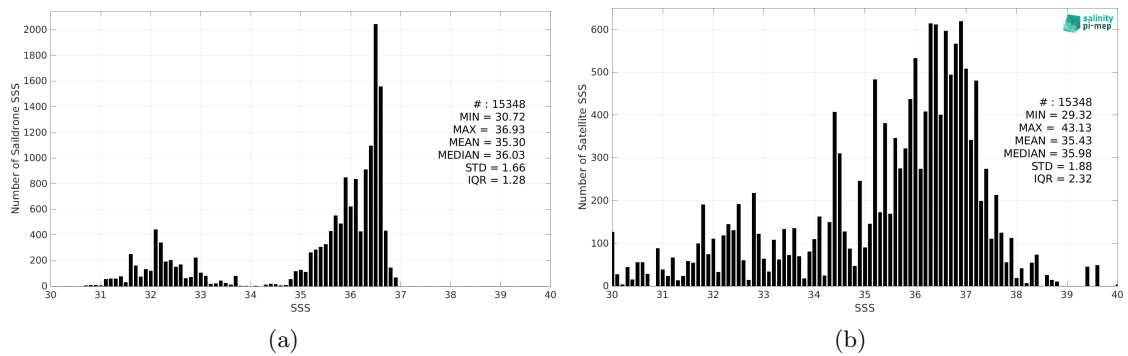 2000
1800
1600
1400
1200
1000
800
600
400
200
0
Number of Saildrone SSS
# : 15348
MIN = 30.72
MAX = 36.93
MEAN = 35.30
MEDIAN = 36.03
STD = 1.66
IQR = 1.28
30 31 32 33 34 35 36 37 38 39 40
SSS
(a)
600
500
400
300
200
100
0
Number of Satellite SSS
salinity
pi-mep
# : 15348
MIN = 29.32
MAX = 43.13
MEAN = 35.43
MEDIAN = 35.98
STD = 1.88
IQR = 2.32
30 31 32 33 34 35 36 37 38 39 40
SSS
(b)